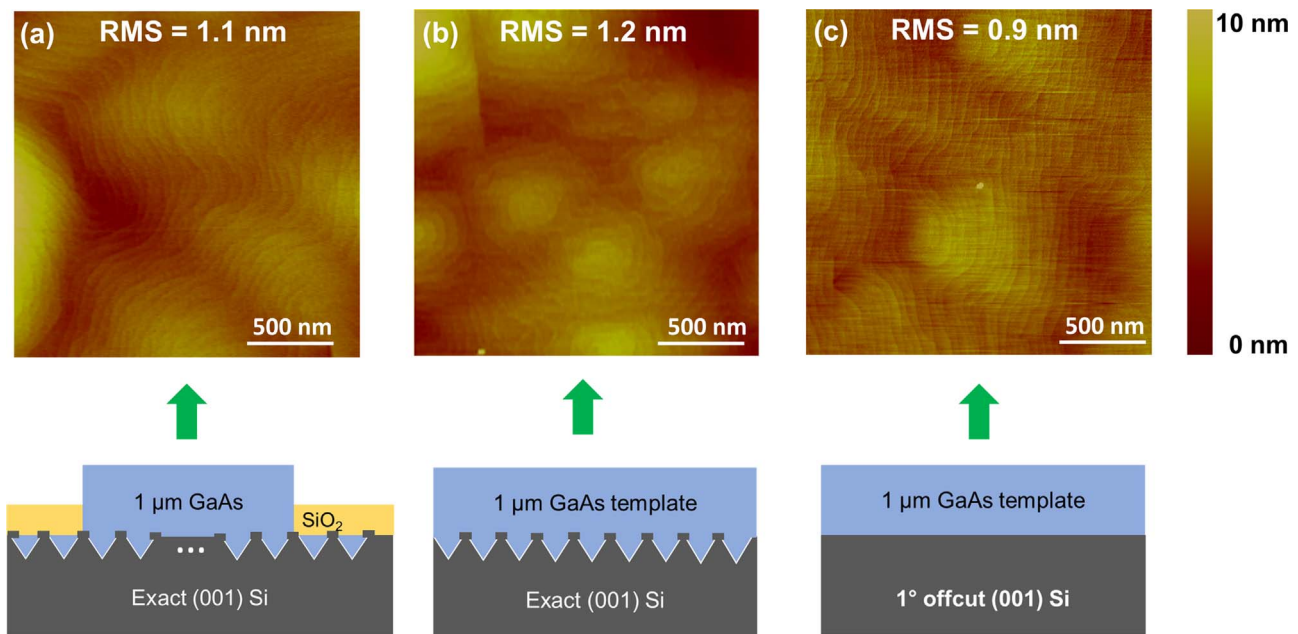 (a) RMS = 1.1 nm
(b) RMS = 1.2 nm
(c) RMS = 0.9 nm
10 nm
500 nm
500 nm
500 nm
0 nm
1 µm GaAs
SiO₂
Exact (001) Si
1 µm GaAs template
Exact (001) Si
1 µm GaAs template
1° offcut (001) Si